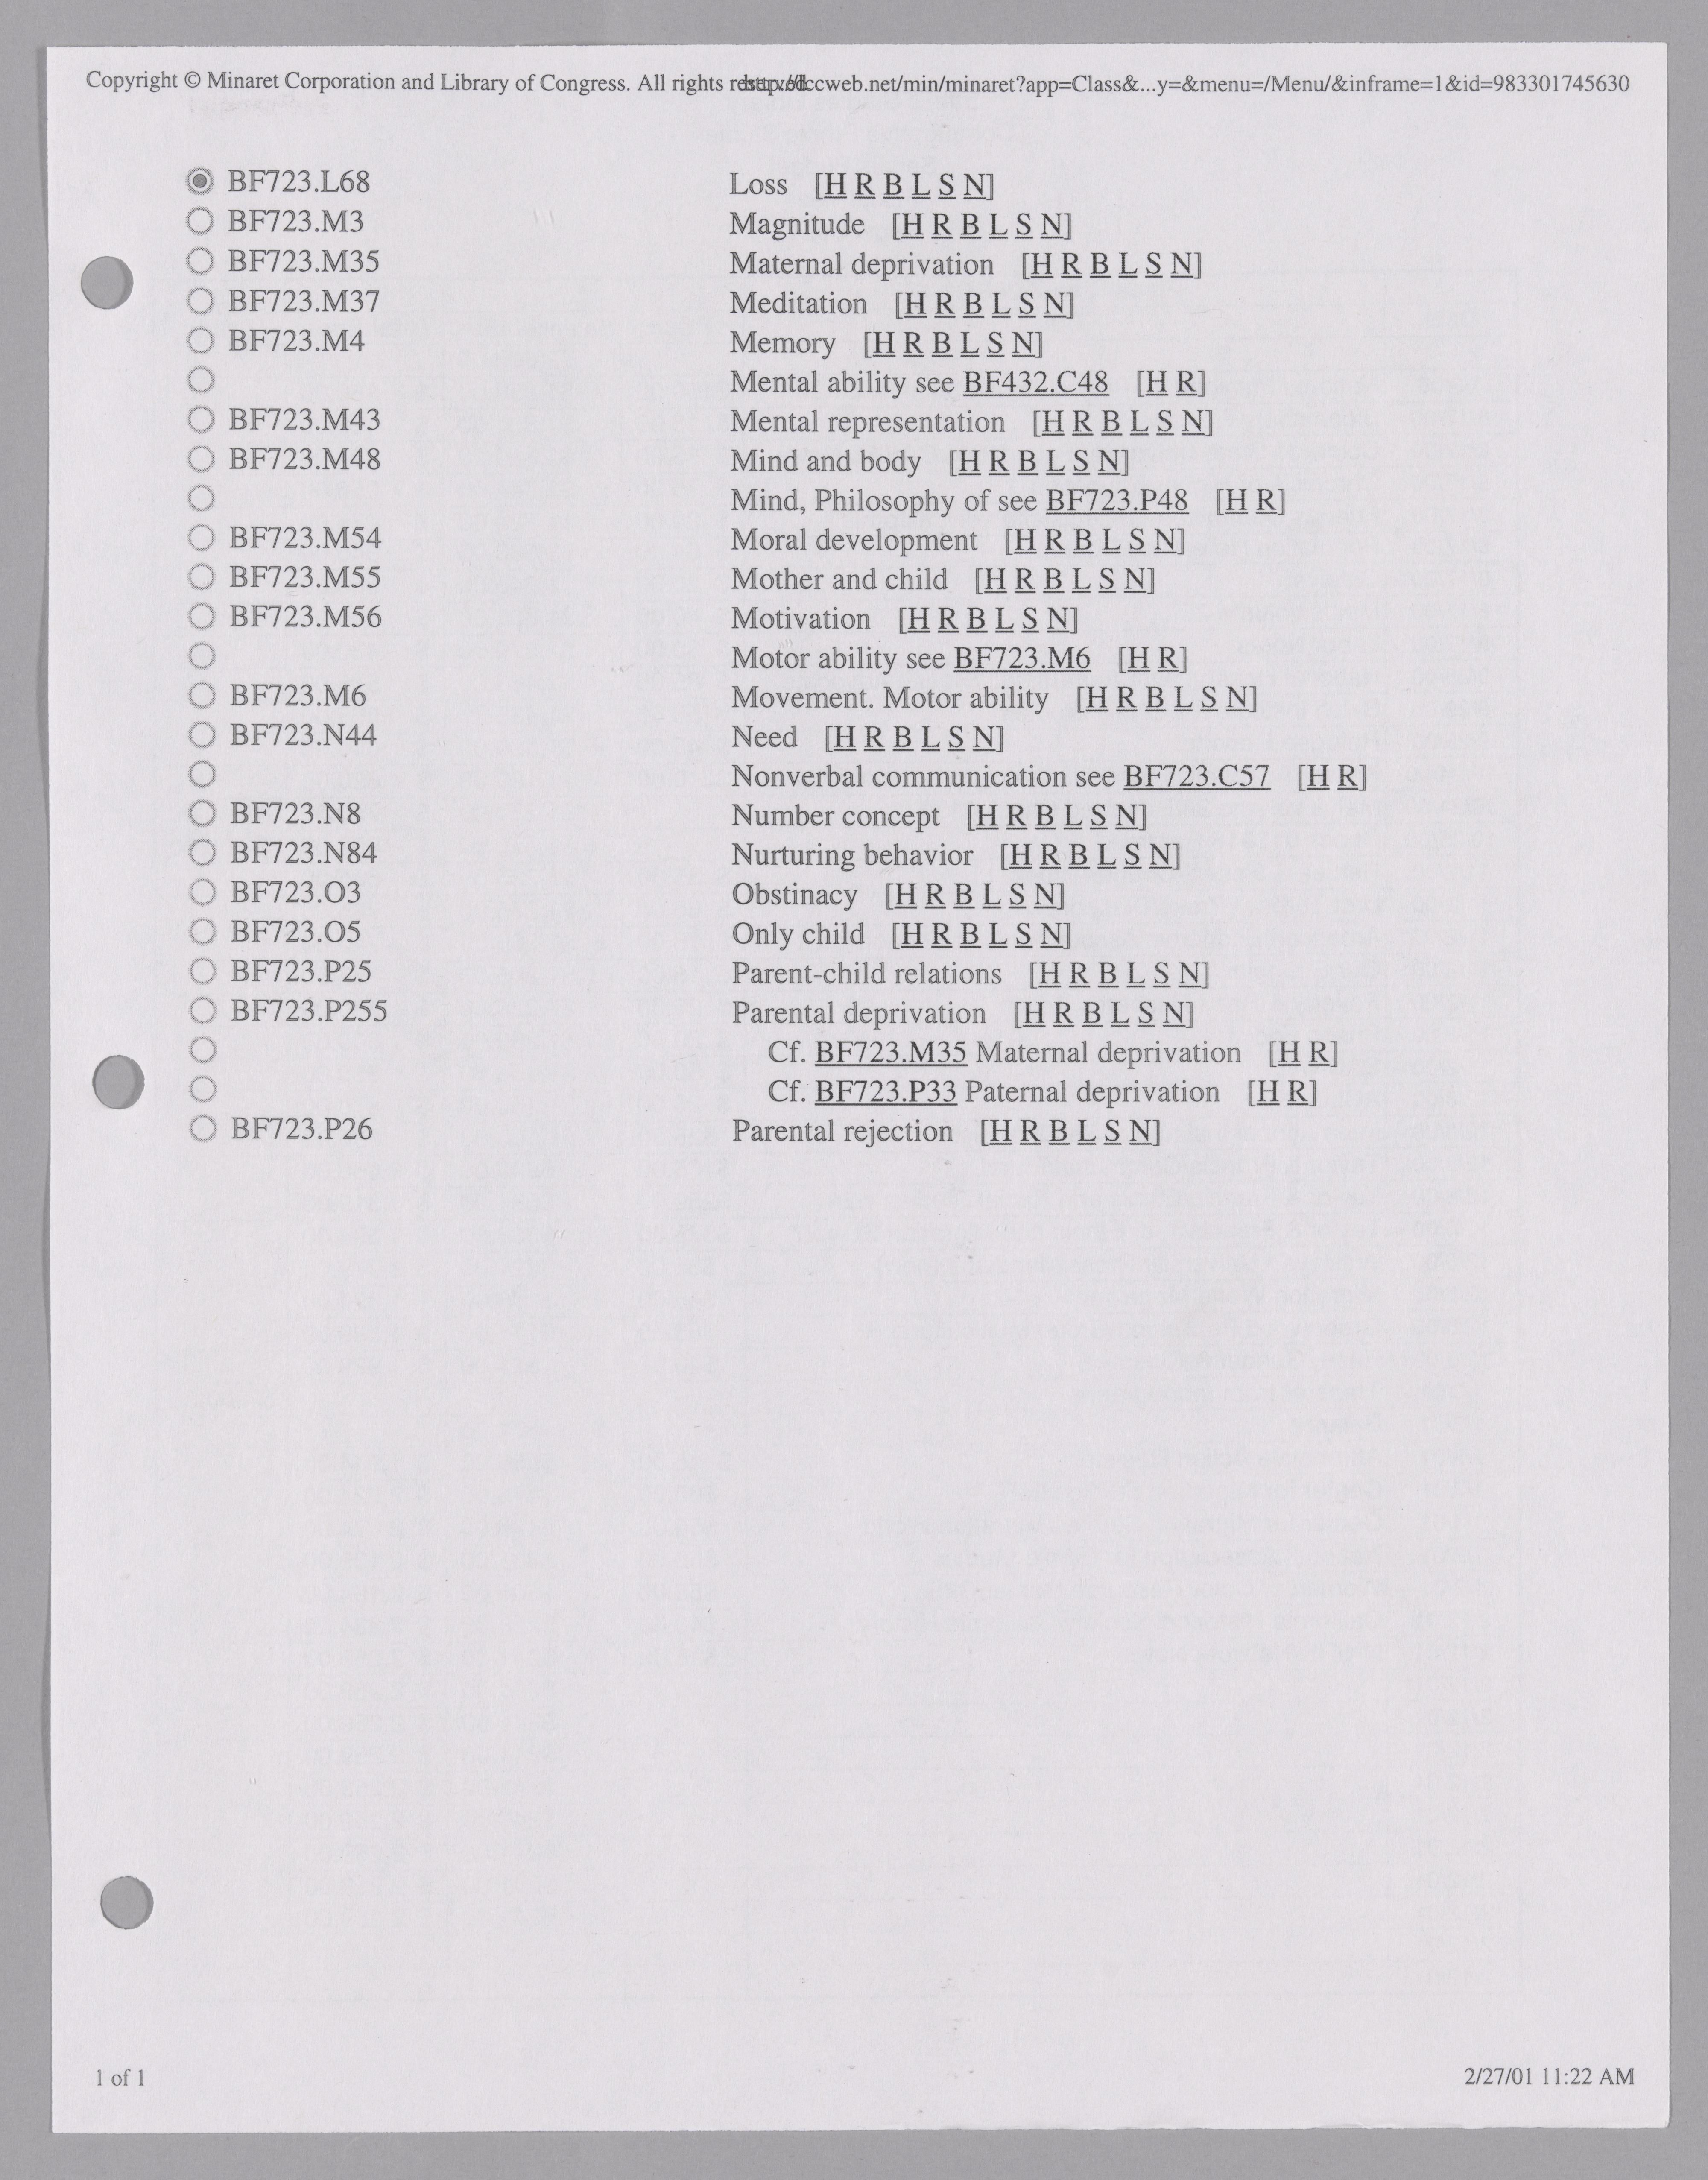 Copyright © Minaret Corporation and Library of Congress. All rights reserved. http://lccweb.net/min/minaret?app=Class&...y=&menu=/Menu/&inframe=1&id=983301745630
BF723.L68 Loss [H R B L S N]
BF723.M3 Magnitude [H R B L S N]
BF723.M35 Maternal deprivation [H R B L S N]
BF723.M37 Meditation [H R B L S N]
BF723.M4 Memory [H R B L S N]
Mental ability see BF432.C48 [H R]
BF723.M43 Mental representation [H R B L S N]
BF723.M48 Mind and body [H R B L S N]
Mind, Philosophy of see BF723.P48 [H R]
BF723.M54 Moral development [H R B L S N]
BF723.M55 Mother and child [H R B L S N]
BF723.M56 Motivation [H R B L S N]
Motor ability see BF723.M6 [H R]
BF723.M6 Movement. Motor ability [H R B L S N]
BF723.N44 Need [H R B L S N]
Nonverbal communication see BF723.C57 [H R]
BF723.N8 Number concept [H R B L S N]
BF723.N84 Nurturing behavior [H R B L S N]
BF723.O3 Obstinacy [H R B L S N]
BF723.O5 Only child [H R B L S N]
BF723.P25 Parent-child relations [H R B L S N]
BF723.P255 Parental deprivation [H R B L S N]
Cf. BF723.M35 Maternal deprivation [H R]
Cf. BF723.P33 Paternal deprivation [H R]
BF723.P26 Parental rejection [H R B L S N]
1 of 1 2/27/01 11:22 AM